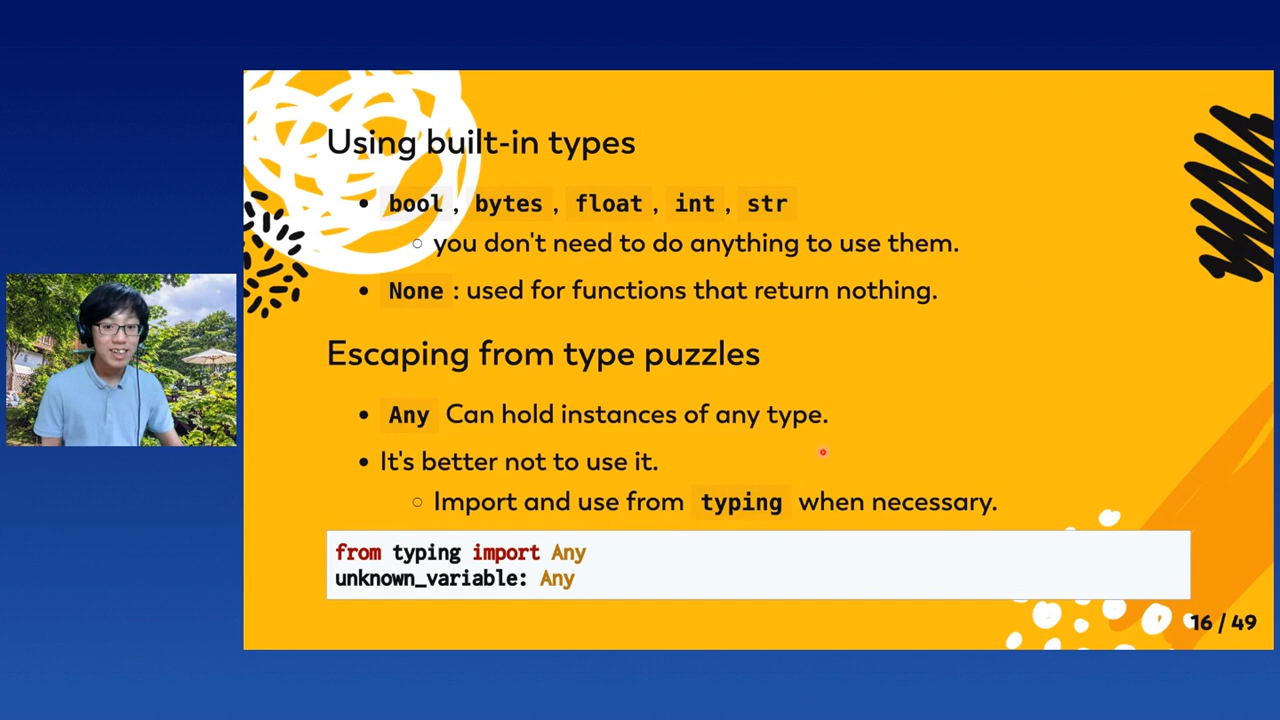 Using built-in types
bool, bytes, float, int, str
you don't need to do anything to use them.
None: used for functions that return nothing.
Escaping from type puzzles
Any Can hold instances of any type.
It's better not to use it.
Import and use from typing when necessary.
from typing import Any
unknown_variable: Any
16 / 49